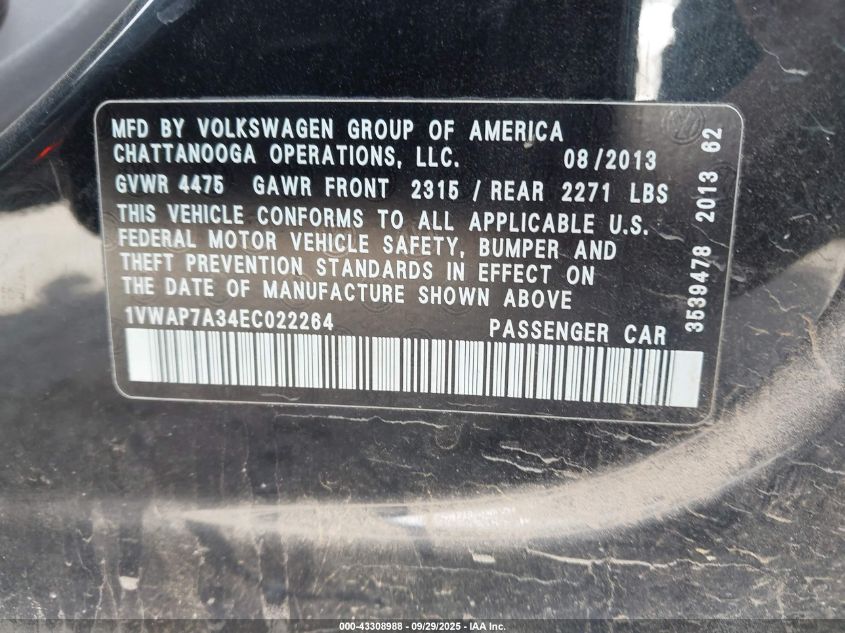 MFD BY VOLKSWAGEN GROUP OF AMERICA
CHATTANOOGA OPERATIONS, LLC. 08/2013
GVWR 4475 GAWR FRONT 2315 / REAR 2271 LBS
THIS VEHICLE CONFORMS TO ALL APPLICABLE U.S.
FEDERAL MOTOR VEHICLE SAFETY, BUMPER AND
THEFT PREVENTION STANDARDS IN EFFECT ON
THE DATE OF MANUFACTURE SHOWN ABOVE
1VWAP7A34EC022264 PASSENGER CAR
3539478 2013 62
000-43308988 - 09/29/2025 - IAA Inc.